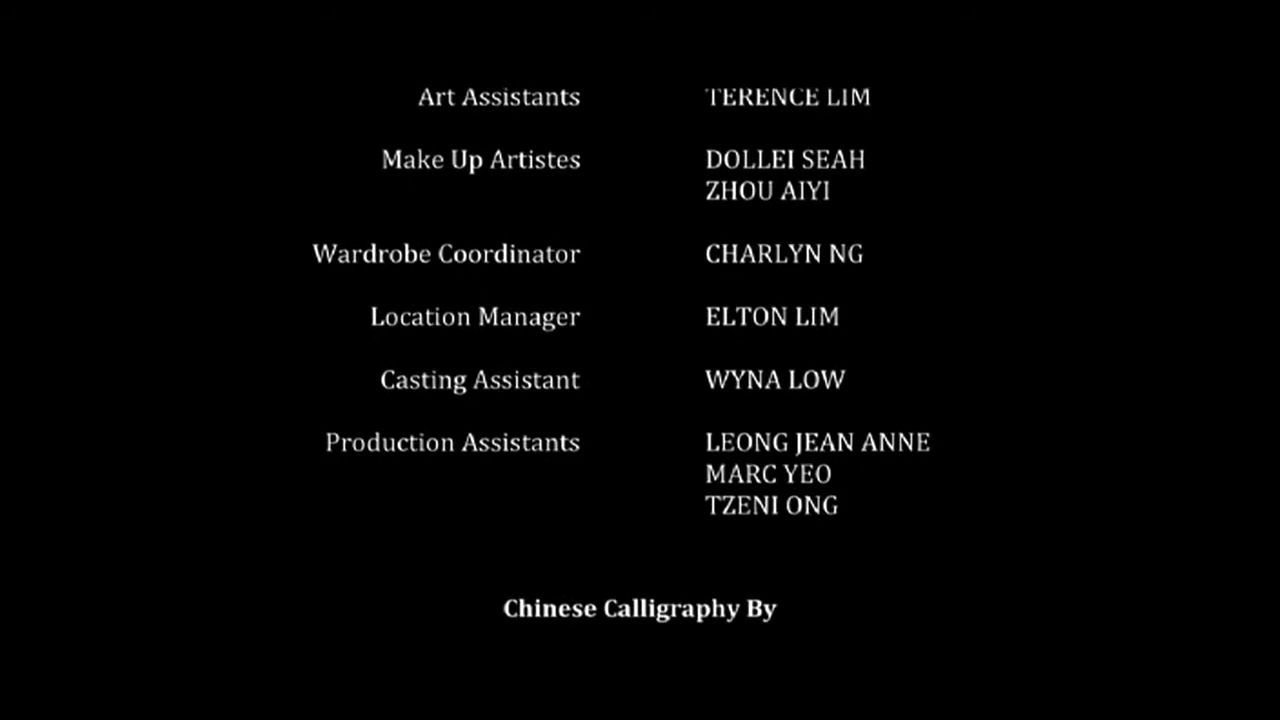 Art Assistants TERENCE LIM
Make Up Artistes DOLLEI SEAH
ZHOU AIYI
Wardrobe Coordinator CHARLYN NG
Location Manager ELTON LIM
Casting Assistant WYNA LOW
Production Assistants LEONG JEAN ANNE
MARC YEO
TZENI ONG
Chinese Calligraphy By